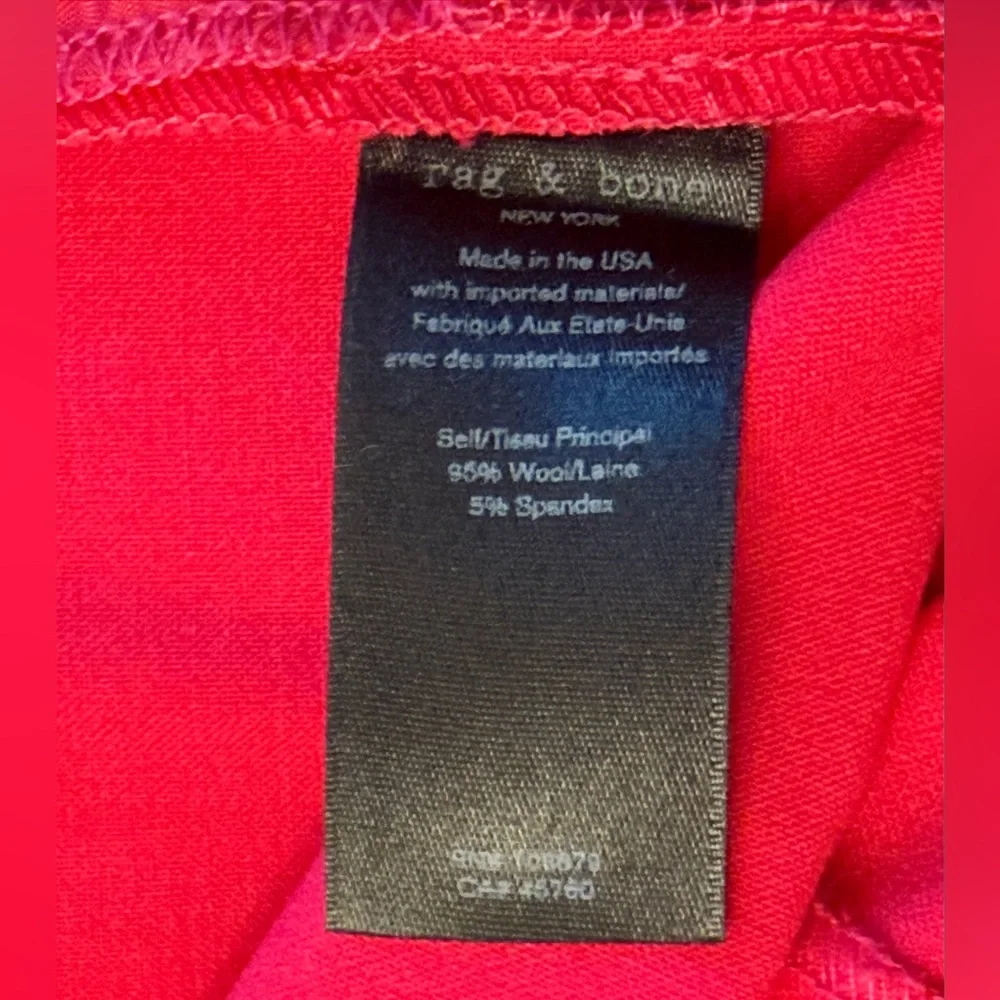 rag & bone
NEW YORK
Made in the USA
with imported materials/
Fabriqué Aux Etats-Unis
avec des materiaux importés
Self/Tissu Principal
95% Wool/Laine
5% Spandex
CA# 45760